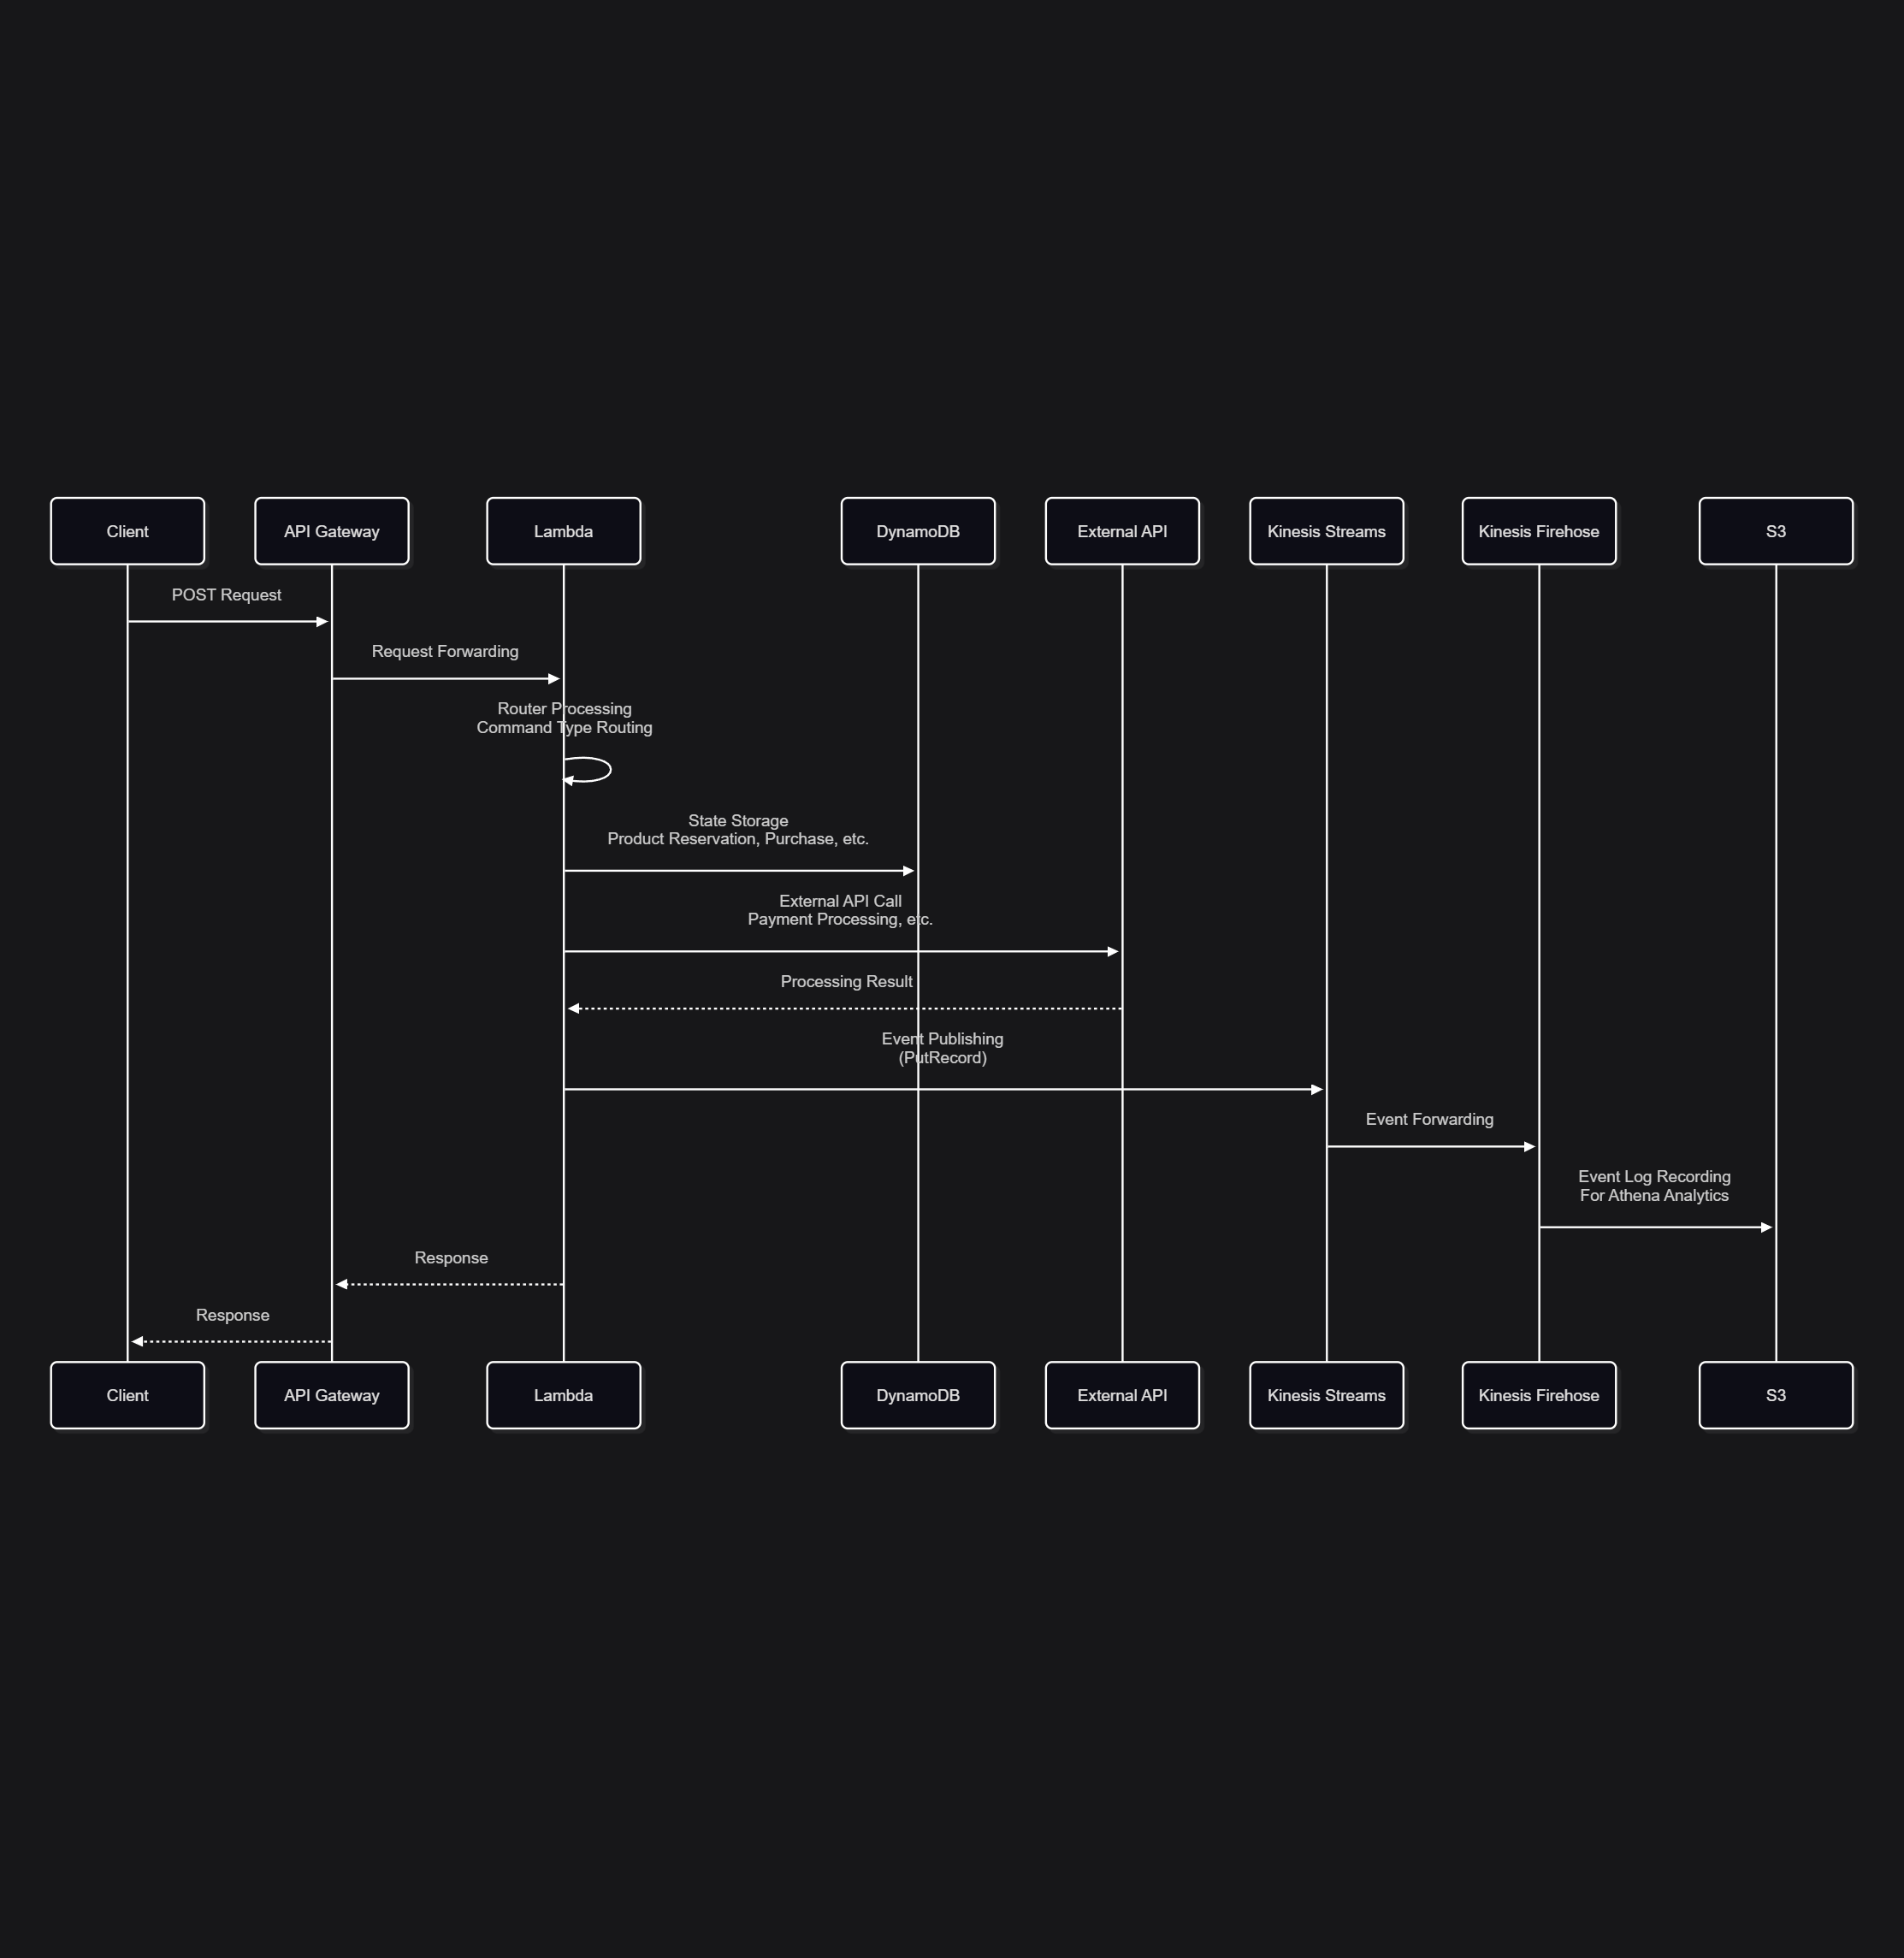 Client
API Gateway
Lambda
DynamoDB
External API
Kinesis Streams
Kinesis Firehose
S3
POST Request
Request Forwarding
Router Processing
Command Type Routing
State Storage
Product Reservation, Purchase, etc.
External API Call
Payment Processing, etc.
Processing Result
Event Publishing
(PutRecord)
Event Forwarding
Event Log Recording
For Athena Analytics
Response
Response
Client
API Gateway
Lambda
DynamoDB
External API
Kinesis Streams
Kinesis Firehose
S3